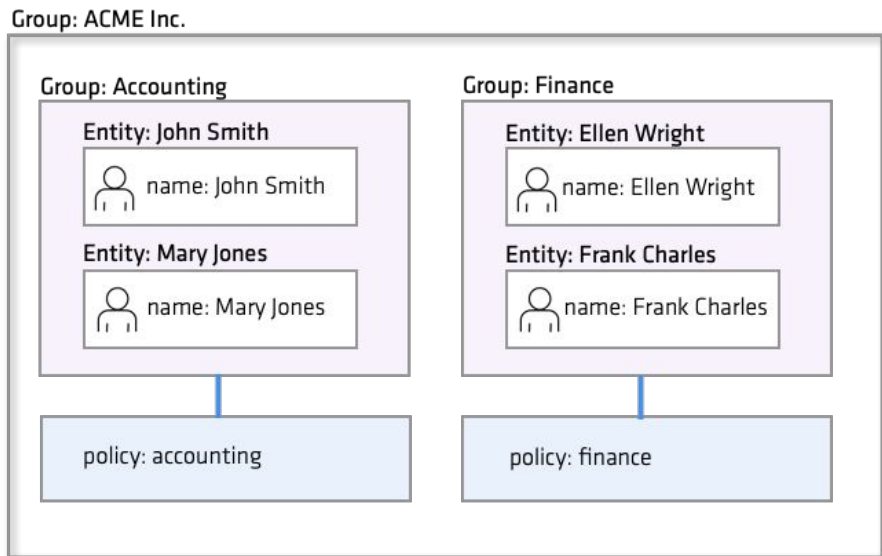 Group: ACME Inc.
Group: Accounting
Entity: John Smith
name: John Smith
Entity: Mary Jones
name: Mary Jones
policy: accounting
Group: Finance
Entity: Ellen Wright
name: Ellen Wright
Entity: Frank Charles
name: Frank Charles
policy: finance